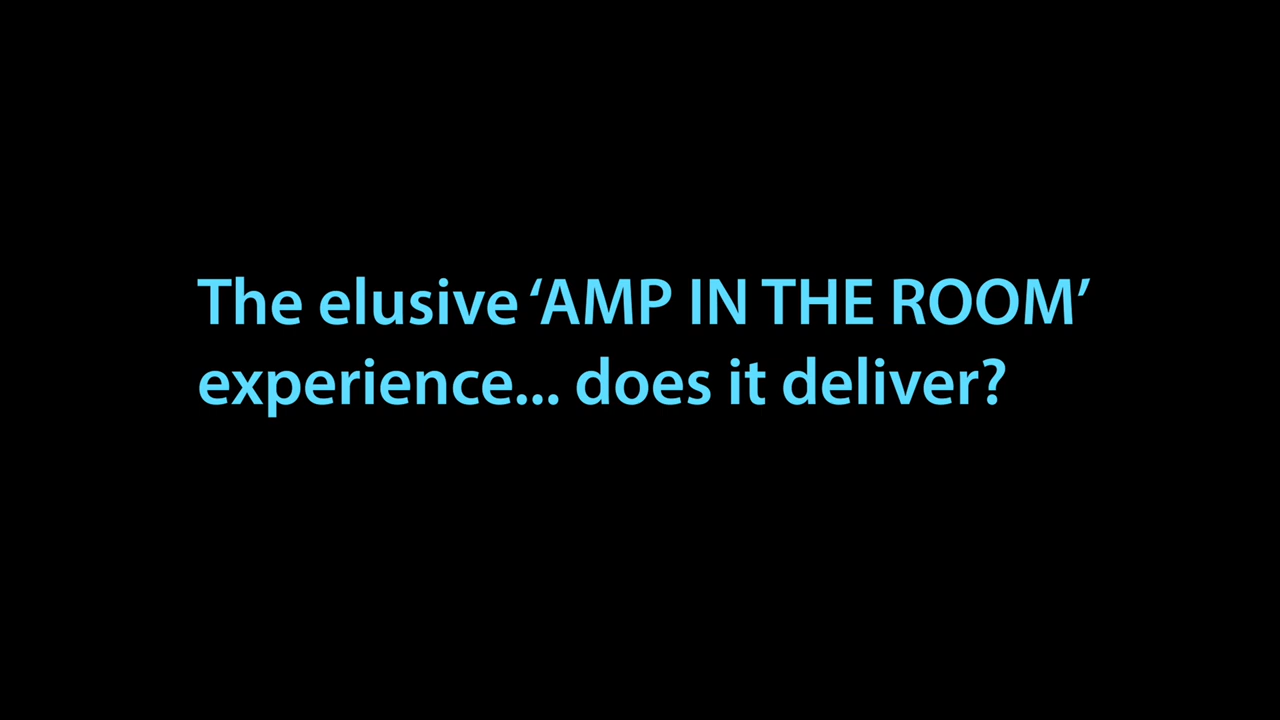 The elusive ‘AMP IN THE ROOM’
experience... does it deliver?